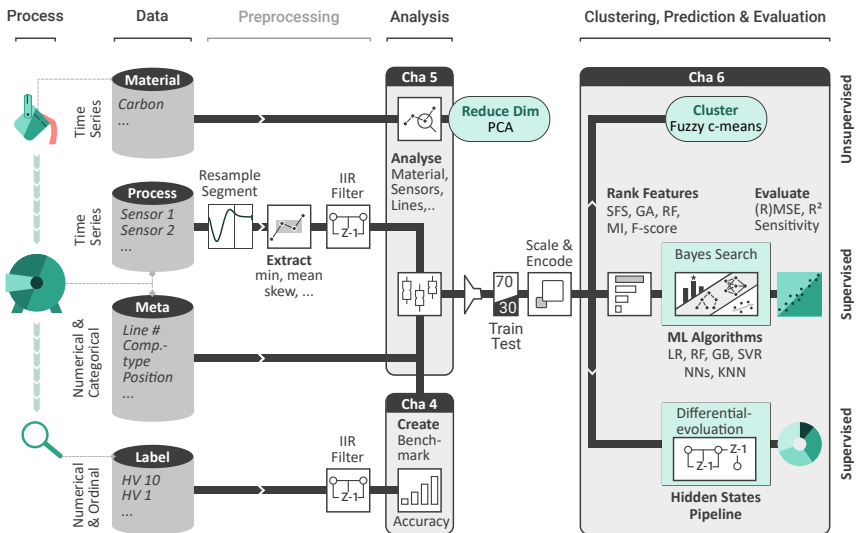 Process
Data
Preprocessing
Analysis
Clustering, Prediction & Evaluation
Time
Series
Material
Carbon
...
Cha 5
Reduce Dim
PCA
Analyse
Material,
Sensors,
Lines,..
Cha 6
Cluster
Fuzzy c-means
Unsupervised
Time
Series
Process
Sensor 1
Sensor 2
...
Resample
Segment
Extract
min, mean
skew, ...
IIR
Filter
Z-1
Numerical &
Categorical
Meta
Line #
Comp.-
type
Position
...
70
30
Train
Test
Scale &
Encode
Rank Features
SFS, GA, RF,
MI, F-score
Bayes Search
ML Algorithms
LR, RF, GB, SVR
NNs, KNN
Evaluate
(R)MSE, R²
Sensitivity
Supervised
Numerical
& Ordinal
Label
HV 10
HV 1
...
IIR
Filter
Z-1
Cha 4
Create
Bench-
mark
Accuracy
Differential-
evoluation
Z-1
Z-1
Hidden States
Pipeline
Supervised